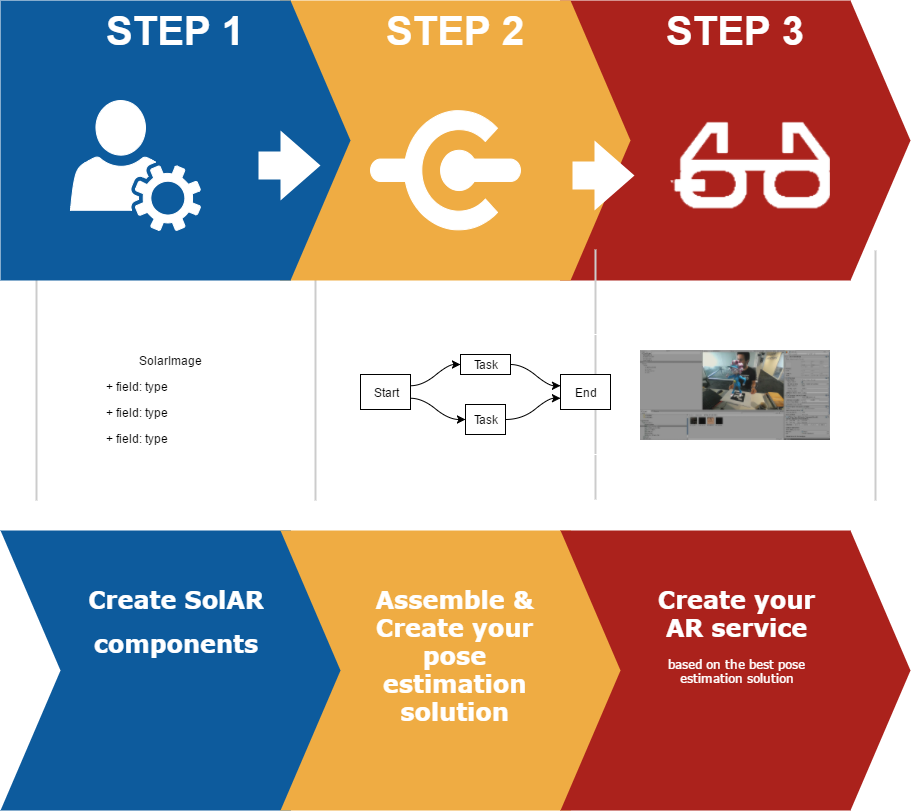 STEP 1
STEP 2
STEP 3
SolarImage
+ field: type
+ field: type
+ field: type
Start
Task
Task
End
Create SolAR
components
Assemble &
Create your
pose
estimation
solution
Create your
AR service
based on the best pose
estimation solution